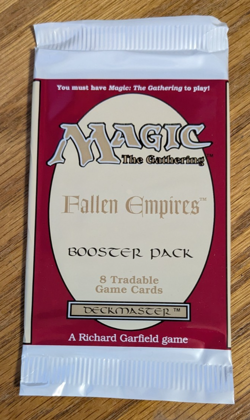 You must have Magic: The Gathering to play!
MAGIC
The Gathering™
Fallen Empires™
BOOSTER PACK
8 Tradable
Game Cards
DECKMASTER™
A Richard Garfield game